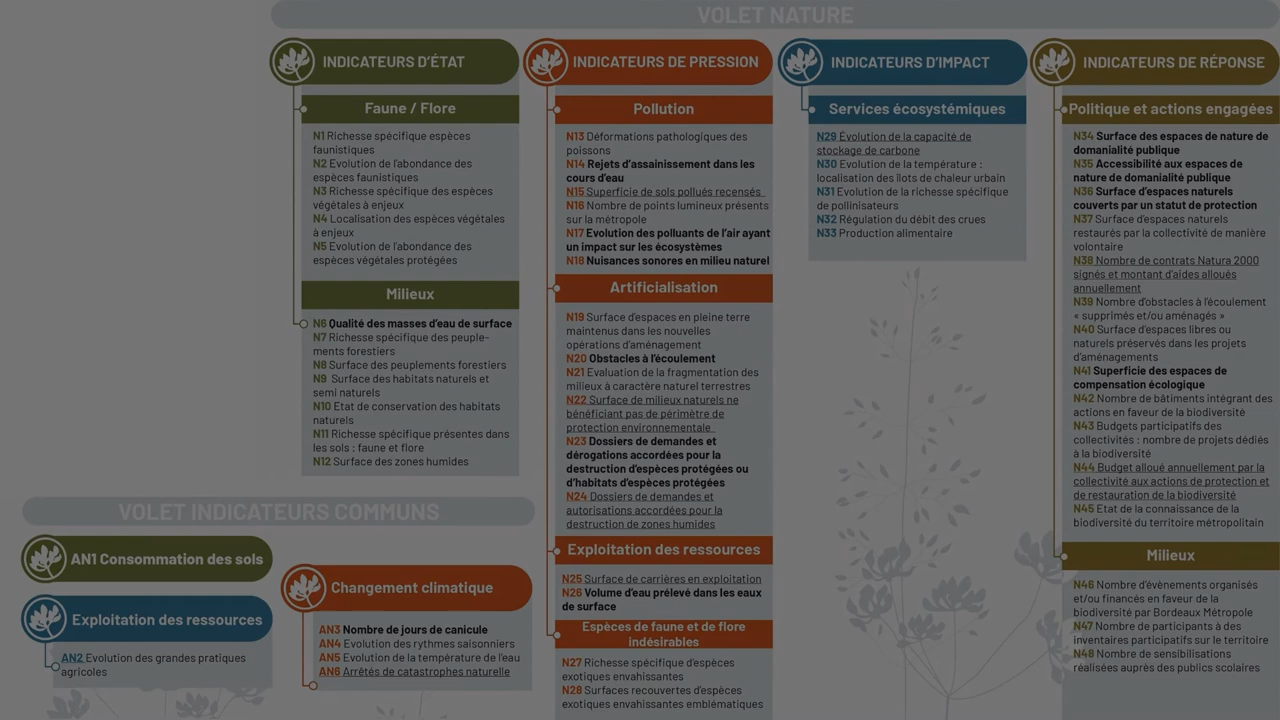 VOLET NATURE
INDICATEURS D'ÉTAT
Faune / Flore
N1 Richesse spécifique espèces
faunistiques
N2 Evolution de l'abondance des
espèces faunistiques
N3 Richesse spécifique des espèces
végétales à enjeux
N4 Localisation des espèces végétales
à enjeux
N5 Evolution de l'abondance des
espèces végétales protégées
Milieux
N6 Qualité des masses d'eau de surface
N7 Richesse spécifique des peuple-
ments forestiers
N8 Surface des peuplements forestiers
N9 Surface des habitats naturels et
semi naturels
N10 Etat de conservation des habitats
naturels
N11 Richesse spécifique présentes dans
les sols : faune et flore
N12 Surface des zones humides
INDICATEURS DE PRESSION
Pollution
N13 Déformations pathologiques des
poissons
N14 Rejets d'assainissement dans les
cours d'eau
N15 Superficie de sols pollués recensés
N16 Nombre de points lumineux présents
sur la métropole
N17 Evolution des polluants de l'air ayant
un impact sur les écosystèmes
N18 Nuisances sonores en milieu naturel
Artificialisation
N19 Surface d'espaces en pleine terre
maintenus dans les nouvelles
opérations d'aménagement
N20 Obstacles à l'écoulement
N21 Evaluation de la fragmentation des
milieux à caractère naturel terrestres
N22 Surface de milieux naturels ne
bénéficiant pas de périmètre de
protection environnementale
N23 Dossiers de demandes et
dérogations accordées pour la
destruction d'espèces protégées ou
d'habitats d'espèces protégées
N24 Dossiers de demandes et
autorisations accordées pour la
destruction de zones humides
Exploitation des ressources
N25 Surface de carrières en exploitation
N26 Volume d'eau prélevé dans les eaux
de surface
Espèces de faune et de flore
indésirables
N27 Richesse spécifique d'espèces
exotiques envahissantes
N28 Surfaces recouvertes d'espèces
exotiques envahissantes emblématiques
INDICATEURS D'IMPACT
Services écosystémiques
N29 Évolution de la capacité de
stockage de carbone
N30 Evolution de la température :
localisation des îlots de chaleur urbain
N31 Evolution de la richesse spécifique
de pollinisateurs
N32 Régulation du débit des crues
N33 Production alimentaire
INDICATEURS DE RÉPONSE
Politique et actions engagées
N34 Surface des espaces de nature de
domanialité publique
N35 Accessibilité aux espaces de
nature de domanialité publique
N36 Surface d'espaces naturels
couverts par un statut de protection
N37 Surface d'espaces naturels
restaurés par la collectivité de manière
volontaire
N38 Nombre de contrats Natura 2000
signés et montant d'aides alloués
annuellement
N39 Nombre d'obstacles à l'écoulement
« supprimés et/ou aménagés »
N40 Surface d'espaces libres ou
naturels préservés dans les projets
d'aménagements
N41 Superficie des espaces de
compensation écologique
N42 Nombre de bâtiments intégrant des
actions en faveur de la biodiversité
N43 Budgets participatifs des
collectivités : nombre de projets dédiés
à la biodiversité
N44 Budget alloué annuellement par la
collectivité aux actions de protection et
de restauration de la biodiversité
N45 Etat de la connaissance de la
biodiversité du territoire métropolitain
Milieux
N46 Nombre d'évènements organisés
et/ou financés en faveur de la
biodiversité par Bordeaux Métropole
N47 Nombre de participants à des
inventaires participatifs sur le territoire
N48 Nombre de sensibilisations
réalisées auprès des publics scolaires
VOLET INDICATEURS COMMUNS
AN1 Consommation des sols
Exploitation des ressources
AN2 Evolution des grandes pratiques
agricoles
Changement climatique
AN3 Nombre de jours de canicule
AN4 Evolution des rythmes saisonniers
AN5 Evolution de la température de l'eau
AN6 Arrêtés de catastrophes naturelle